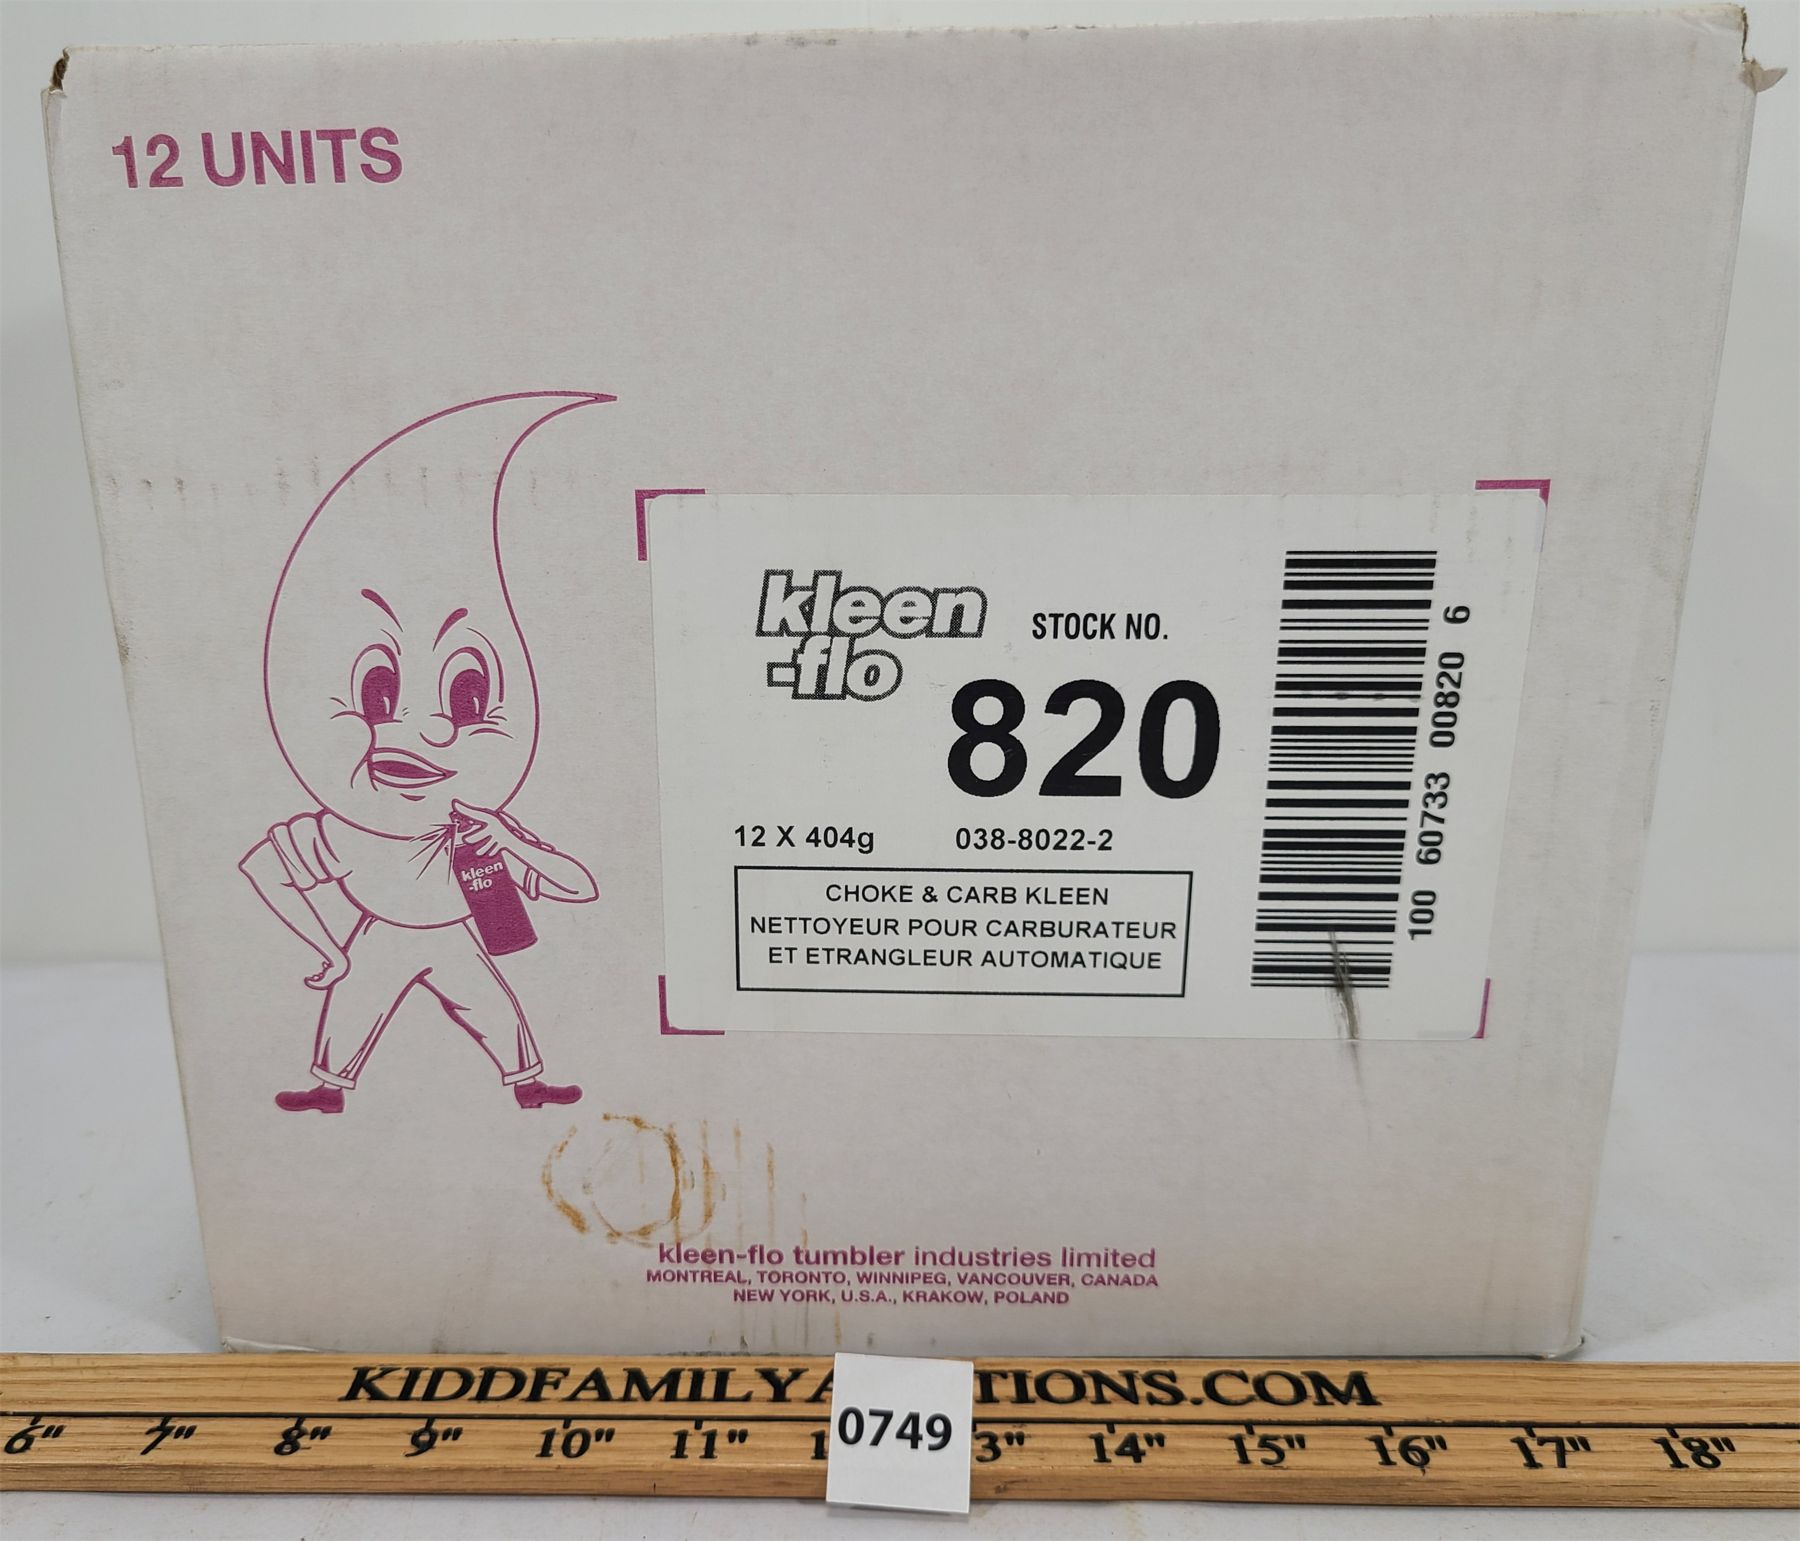 12 UNITS
kleen
-flo
STOCK NO.
820
12 X 404g
038-8022-2
CHOKE & CARB KLEEN
NETTOYEUR POUR CARBURATEUR
ET ETRANGLEUR AUTOMATIQUE
100 60733 00820 6
kleen
-flo
kleen-flo tumbler industries limited
MONTREAL, TORONTO, WINNIPEG, VANCOUVER, CANADA
NEW YORK, U.S.A., KRAKOW, POLAND
KIDDFAMILYA TIONS.COM
0749
6" 7" 8" 9" 10" 11" 1 3" 14" 15" 16" 17" 18"